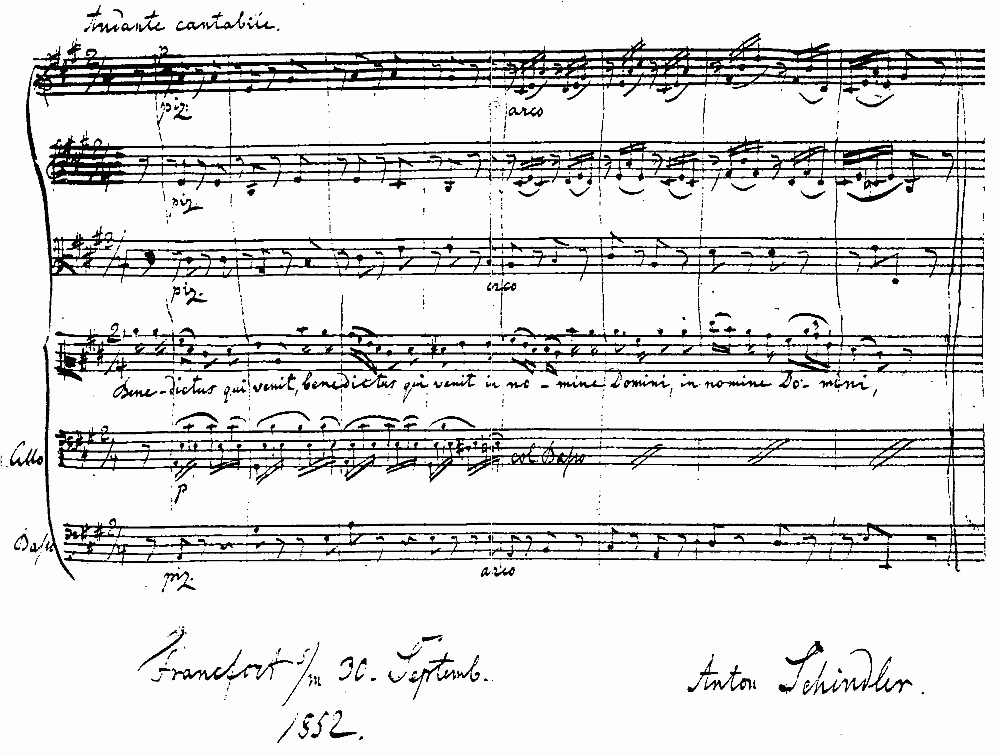 Andante cantabile.
piz.
arco
piz.
piz.
arco
Bene-dictus qui venit, benedictus qui venit in no-mine Domini, in nomine Do-mini,
Cello
col Basso
p
Basso
piz.
arco
Francfort s/m 30. Septemb.
1852.
Anton Schindler.